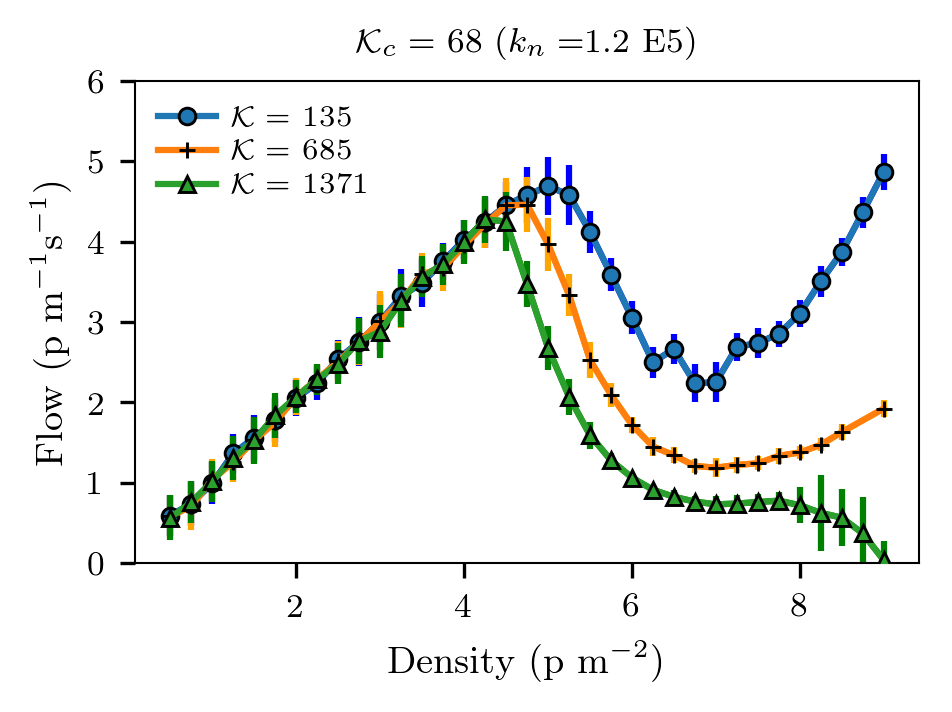 𝒦c = 68 (kn =1.2 E5)
𝒦 = 135
𝒦 = 685
𝒦 = 1371
Flow (p m⁻¹s⁻¹)
6
5
4
3
2
1
0
2 4 6 8
Density (p m⁻²)